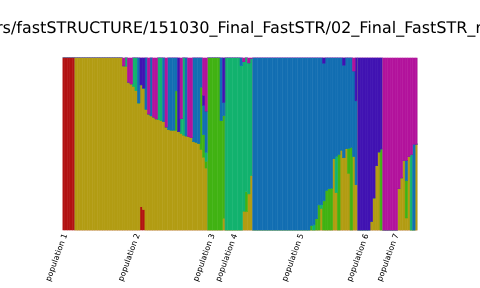 rs/fastSTRUCTURE/151030_Final_FastSTR/02_Final_FastSTR_r
population 1
population 2
population 3
population 4
population 5
population 6
population 7